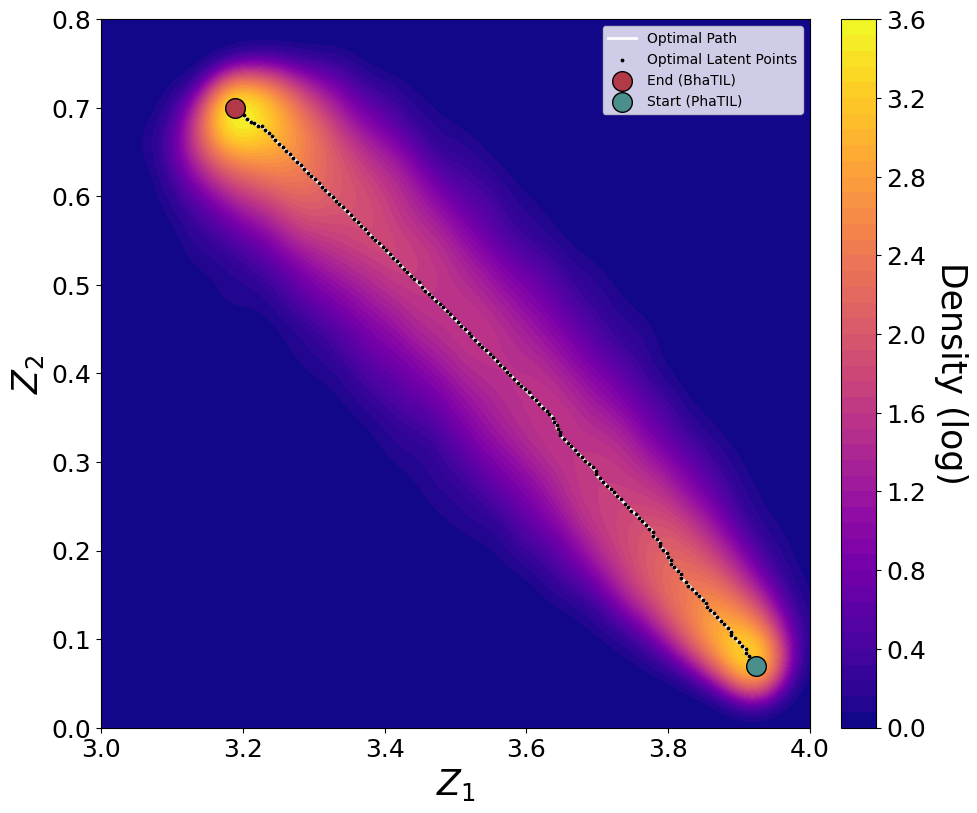 Optimal Path
Optimal Latent Points
End (BhaTIL)
Start (PhaTIL)
0.8
0.7
0.6
0.5
0.4
0.3
0.2
0.1
0.0
Z2
3.0 3.2 3.4 3.6 3.8 4.0
Z1
3.6
3.2
2.8
2.4
2.0
1.6
1.2
0.8
0.4
0.0
Density (log)